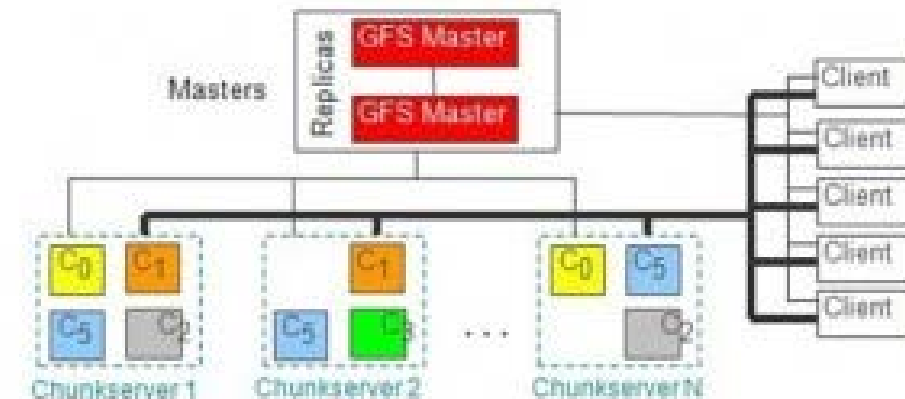 Replicas
GFS Master
GFS Master
Masters
Client
Client
Client
Client
Client
C0 C1
C5 C2
C1
C5
C0 C5
C2
...
Chunkserver 1
Chunkserver 2
Chunkserver N